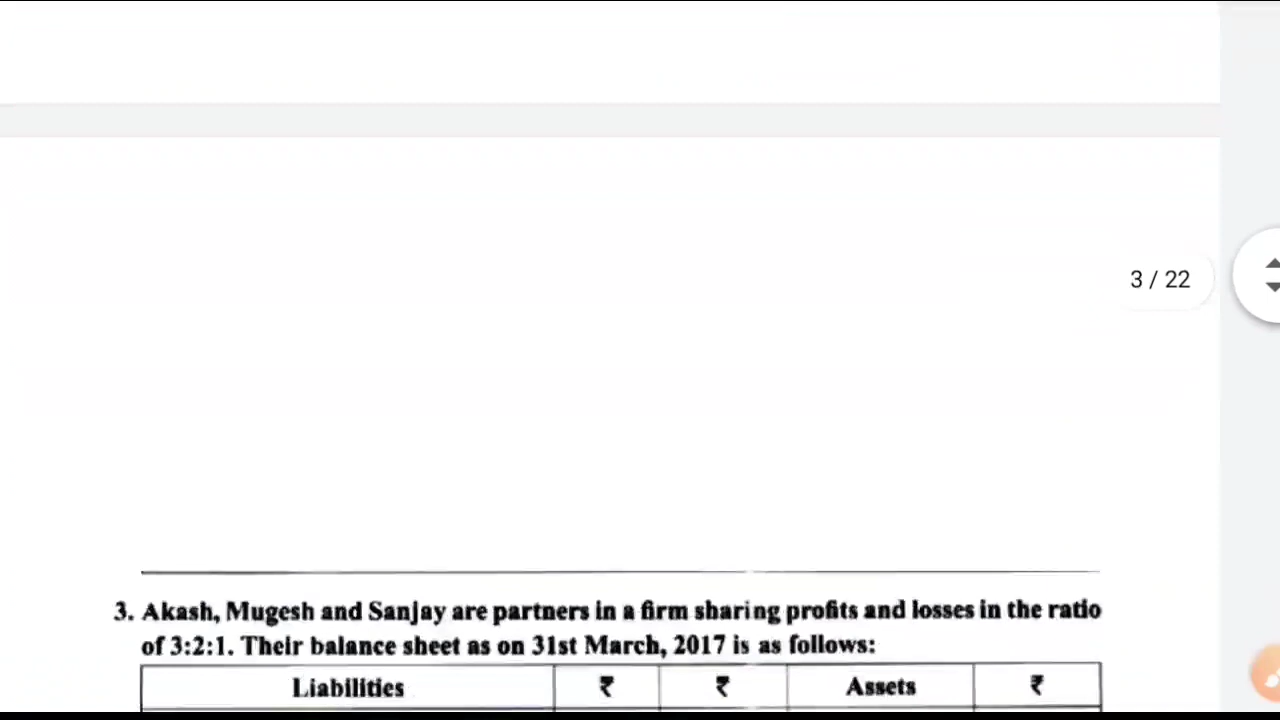 3 / 22
3. Akash, Mugesh and Sanjay are partners in a firm sharing profits and losses in the ratio
of 3:2:1. Their balance sheet as on 31st March, 2017 is as follows:
Liabilities ₹ ₹ Assets ₹